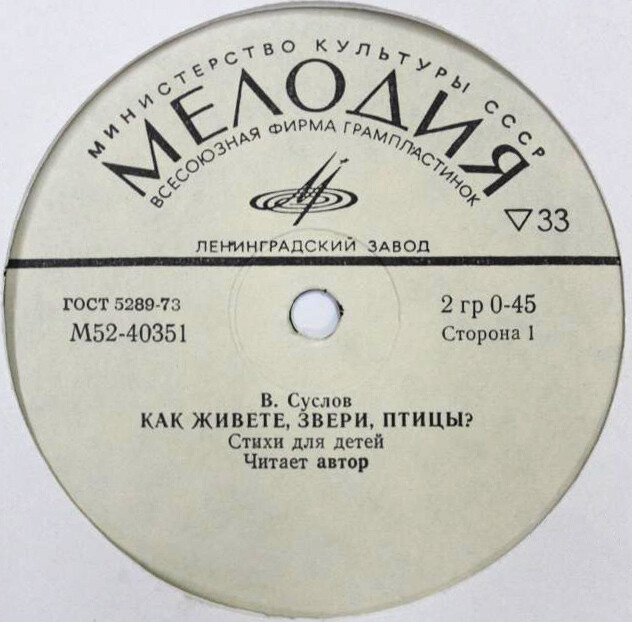 МИНИСТЕРСТВО КУЛЬТУРЫ СССР
МЕЛОДИЯ
ВСЕСОЮЗНАЯ ФИРМА ГРАМПЛАСТИНОК
▽33
ЛЕНИНГРАДСКИЙ ЗАВОД
ГОСТ 5289-73
М52-40351
2 гр 0-45
Сторона 1
В. Суслов
КАК ЖИВЕТЕ, ЗВЕРИ, ПТИЦЫ?
Стихи для детей
Читает автор